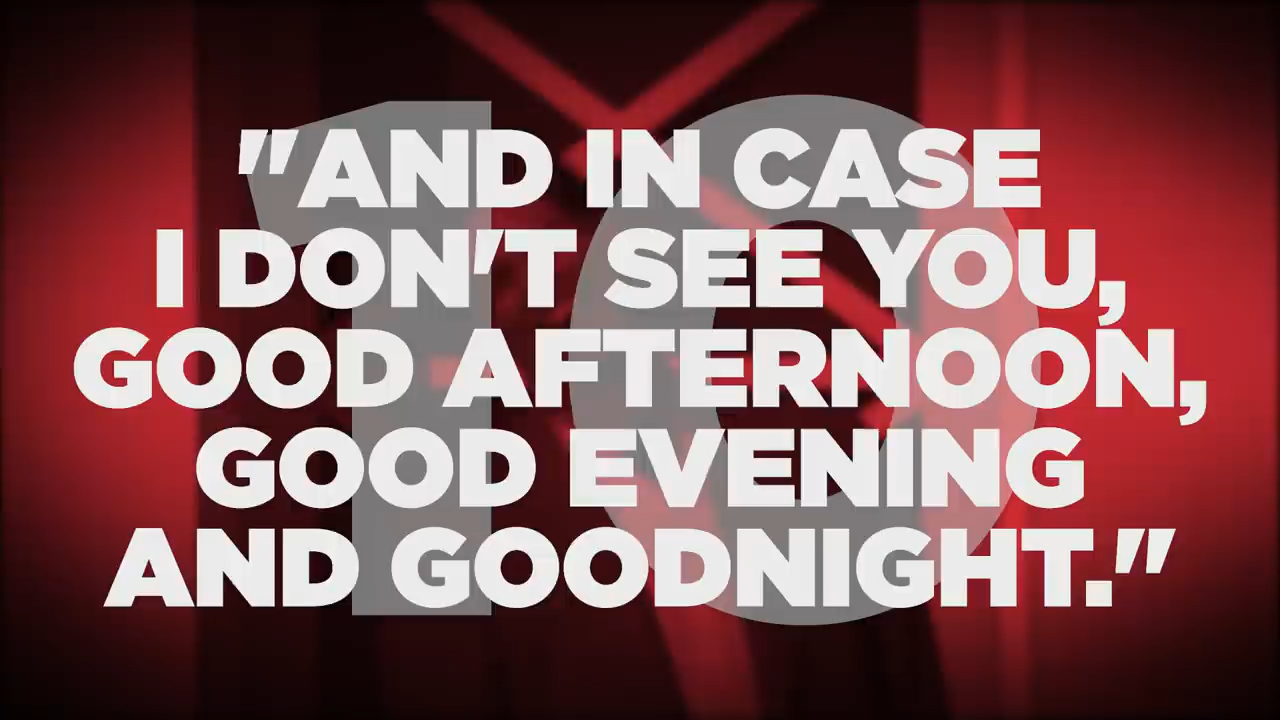 10
"AND IN CASE
I DON'T SEE YOU,
GOOD AFTERNOON,
GOOD EVENING
AND GOODNIGHT."